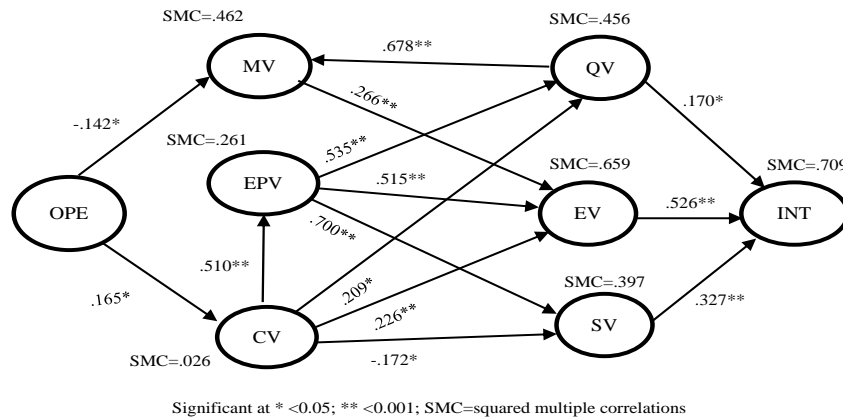 SMC=.462
SMC=.456
MV
.678**
QV
-.142*
.266**
.170*
SMC=.261
.535**
SMC=.659
SMC=.709
EPV
.515**
OPE
EV
.526**
INT
.700**
.510**
.165*
.209*
SMC=.397
.226**
SV
.327**
CV
SMC=.026
-.172*
Significant at * <0.05; ** <0.001; SMC=squared multiple correlations